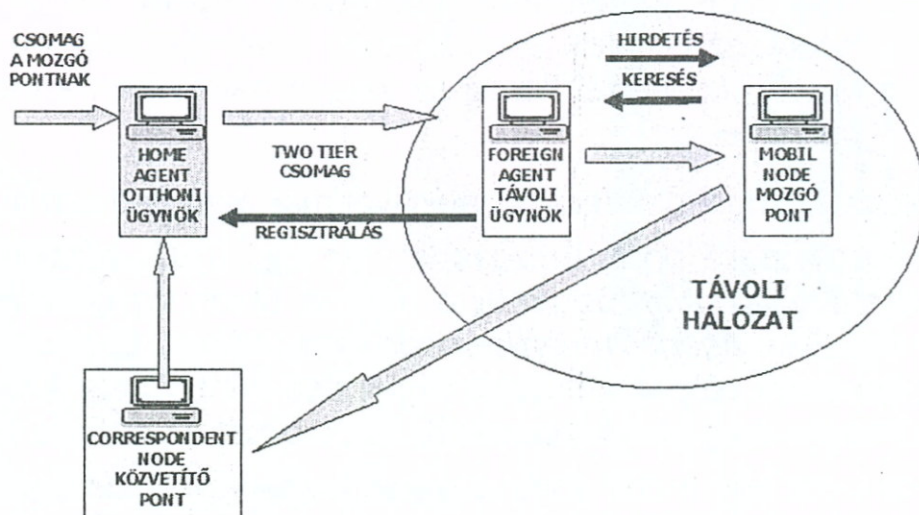 CSOMAG
A MOZGÓ
PONTNAK
HOME
AGENT
OTTHONI
ÜGYNÖK
TWO TIER
CSOMAG
REGISZTRÁLÁS
HIRDETÉS
KERESÉS
FOREIGN
AGENT
TÁVOLI
ÜGYNÖK
MOBIL
NODE
MOZGÓ
PONT
TÁVOLI
HÁLÓZAT
CORRESPONDENT
NODE
KÖZVETÍTŐ
PONT